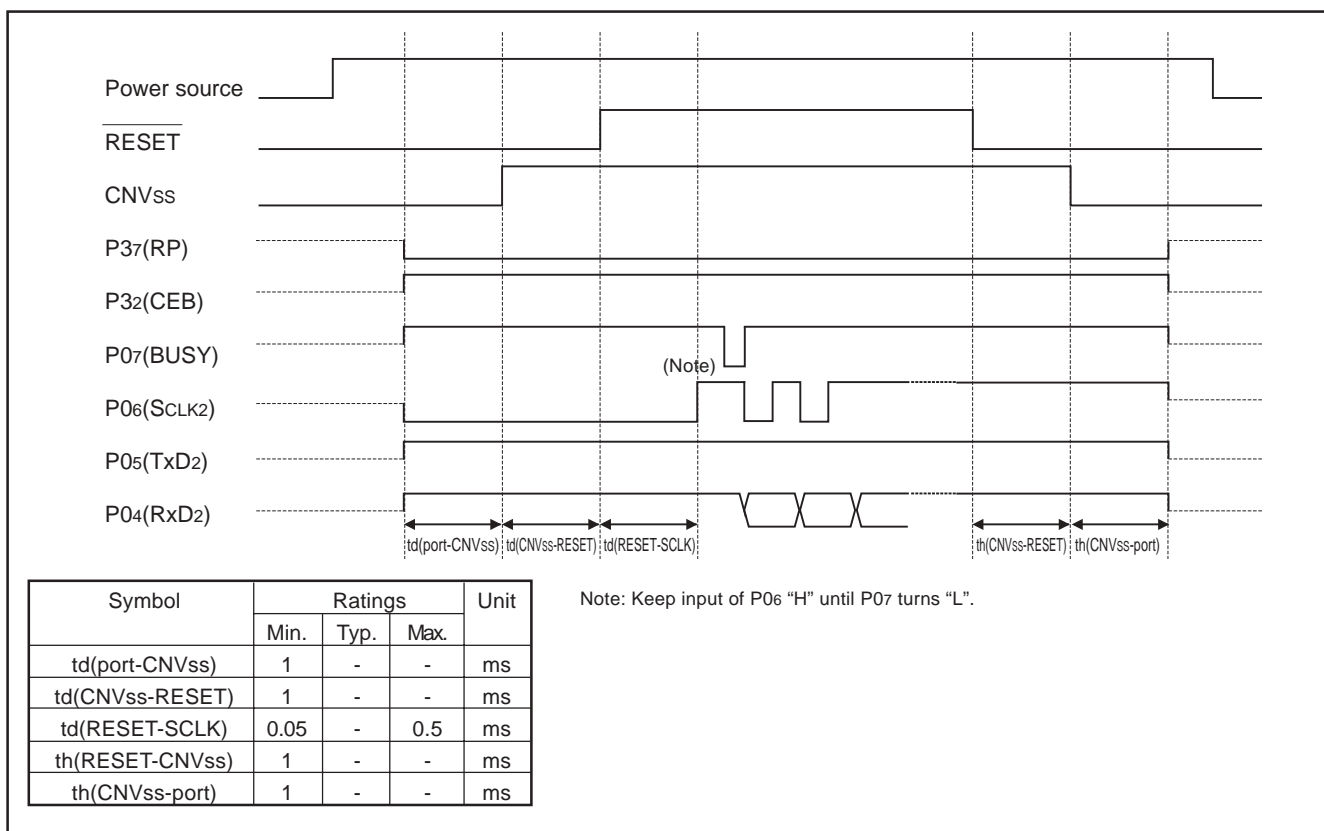 Power source
RESET
CNVss
P37(RP)
P32(CEB)
P07(BUSY)
(Note)
P06(SCLK2)
P05(TxD2)
P04(RxD2)
td(port-CNVss) td(CNVss-RESET) td(RESET-SCLK) th(CNVss-RESET) th(CNVss-port)
Symbol Ratings Unit
Min. Typ. Max.
td(port-CNVss) 1 - - ms
td(CNVss-RESET) 1 - - ms
td(RESET-SCLK) 0.05 - 0.5 ms
th(RESET-CNVss) 1 - - ms
th(CNVss-port) 1 - - ms
Note: Keep input of P06 “H” until P07 turns “L”.